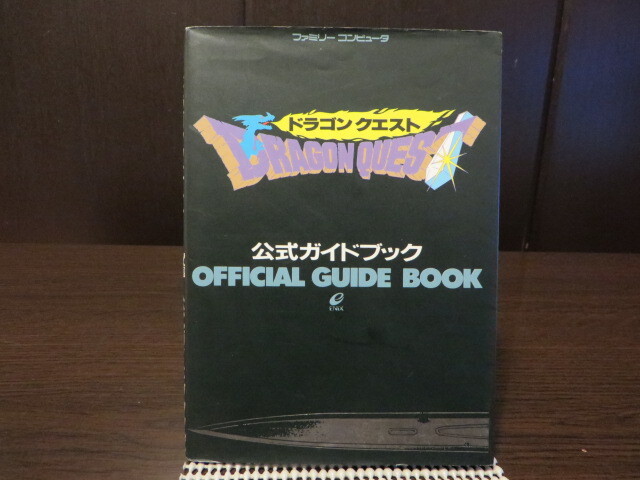 ファミリー コンピュータ
ドラゴン クエスト
DRAGON QUEST
公式ガイドブック
OFFICIAL GUIDE BOOK
ENIX